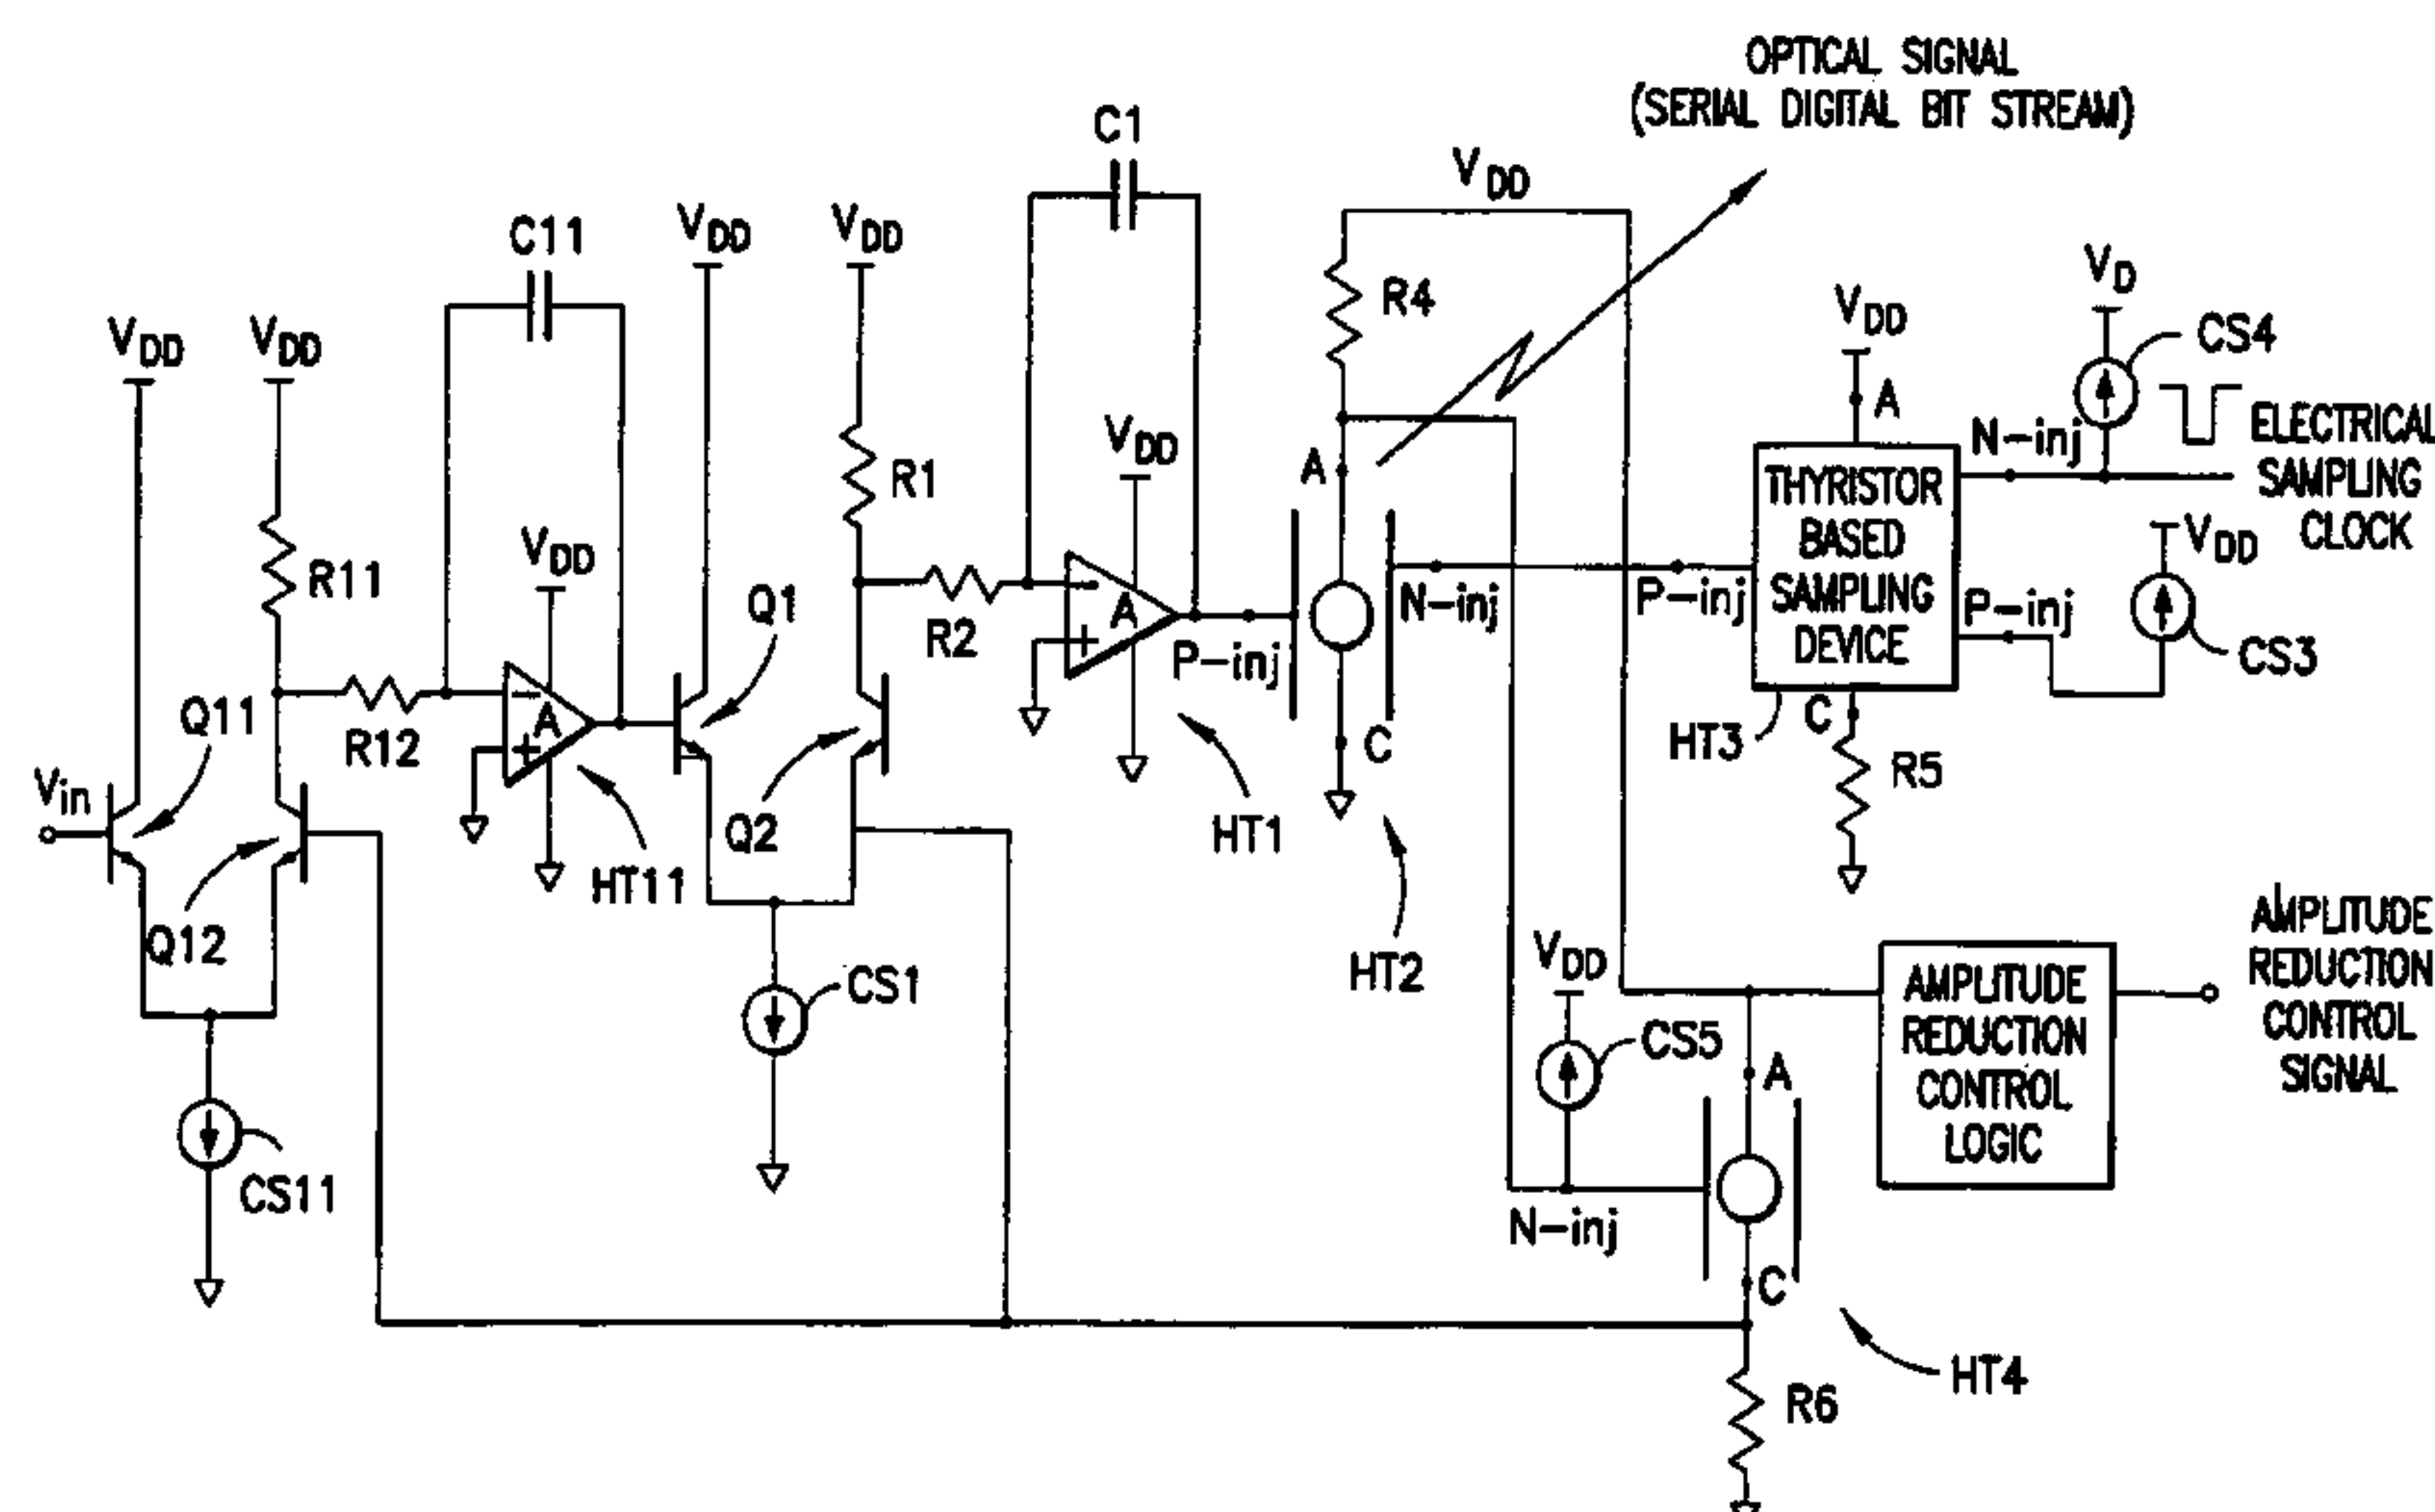 OPTICAL SIGNAL
(SERIAL DIGITAL BIT STREAM)
C1
VDD
C11
VDD
VDD
R4
VD
CS4
VDD
VDD
VDD
A
N-inj
ELECTRICAL
SAMPLING
CLOCK
VDD
A
R1
THYRISTOR
BASED
SAMPLING
DEVICE
VDD
VDD
R11
Q1
R2
−
A
+
P-inj
N-inj
P-inj
P-inj
CS3
Q11
R12
−
A
+
C
HT3
C
R5
Vin
Q2
HT1
HT11
Q12
HT2
VDD
AMPLITUDE
REDUCTION
CONTROL
SIGNAL
CS1
CS5
A
AMPLITUDE
REDUCTION
CONTROL
LOGIC
CS11
N-inj
C
HT4
R6